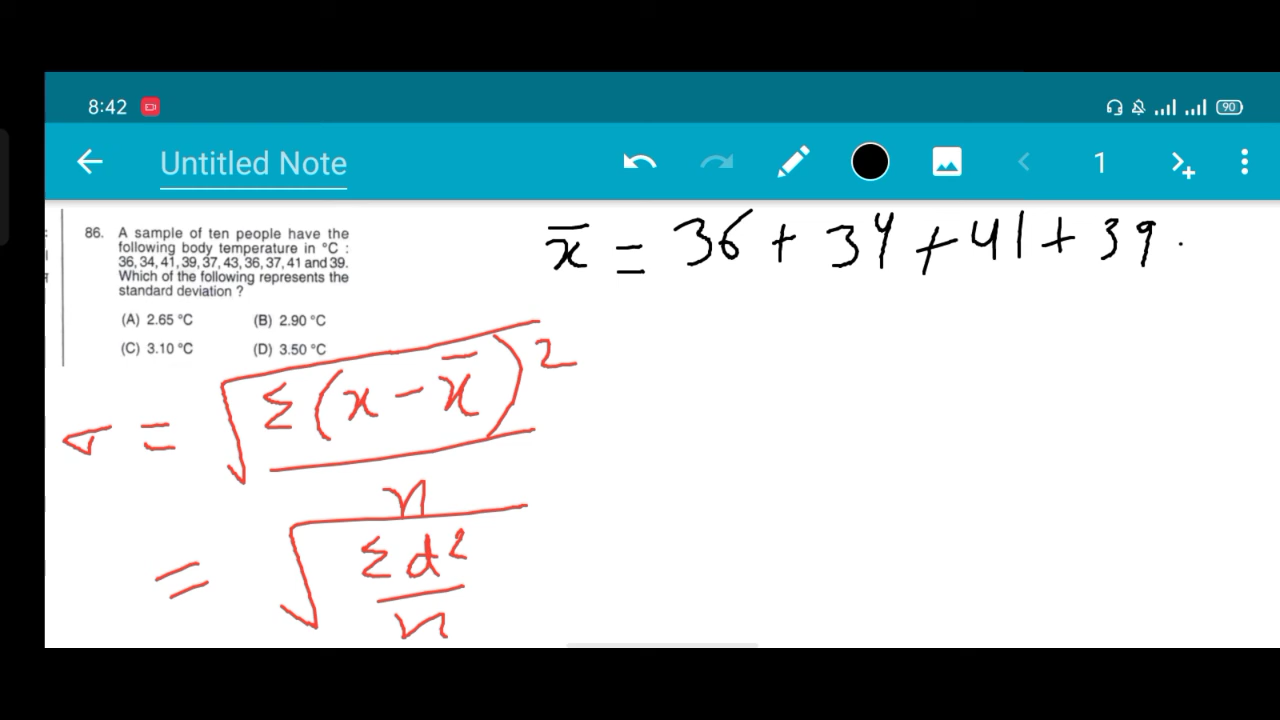 8:42
90
Untitled Note
1
86. A sample of ten people have the
following body temperature in °C :
36, 34, 41, 39, 37, 43, 36, 37, 41 and 39.
Which of the following represents the
standard deviation ?
(A) 2.65 °C (B) 2.90 °C
(C) 3.10 °C (D) 3.50 °C
x̄ = 36 + 34 + 41 + 39
σ = √(Σ(x - x̄)²/n)
= √(Σd²/n)